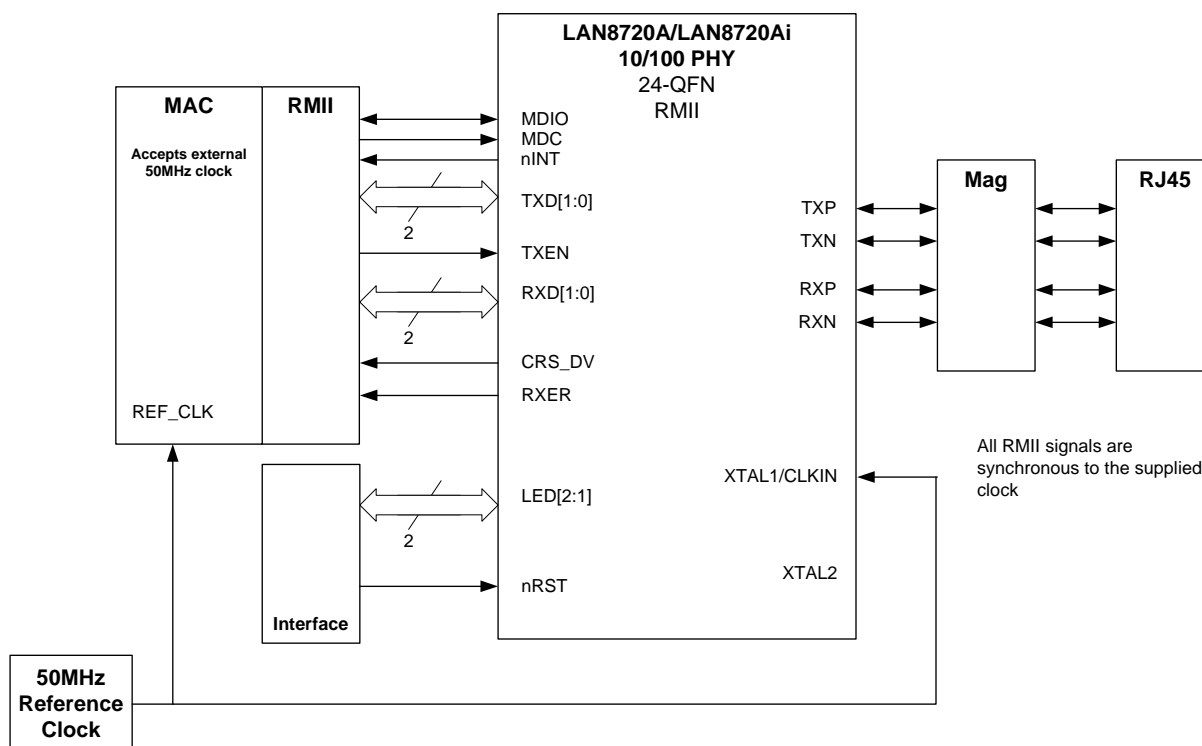 LAN8720A/LAN8720Ai
10/100 PHY
24-QFN
RMII
MAC
RMII
Accepts external
50MHz clock
REF_CLK
MDIO
MDC
nINT
TXD[1:0]
2
TXEN
RXD[1:0]
2
CRS_DV
RXER
LED[2:1]
2
nRST
Interface
TXP
TXN
RXP
RXN
XTAL1/CLKIN
XTAL2
Mag
RJ45
All RMII signals are
synchronous to the supplied
clock
50MHz
Reference
Clock